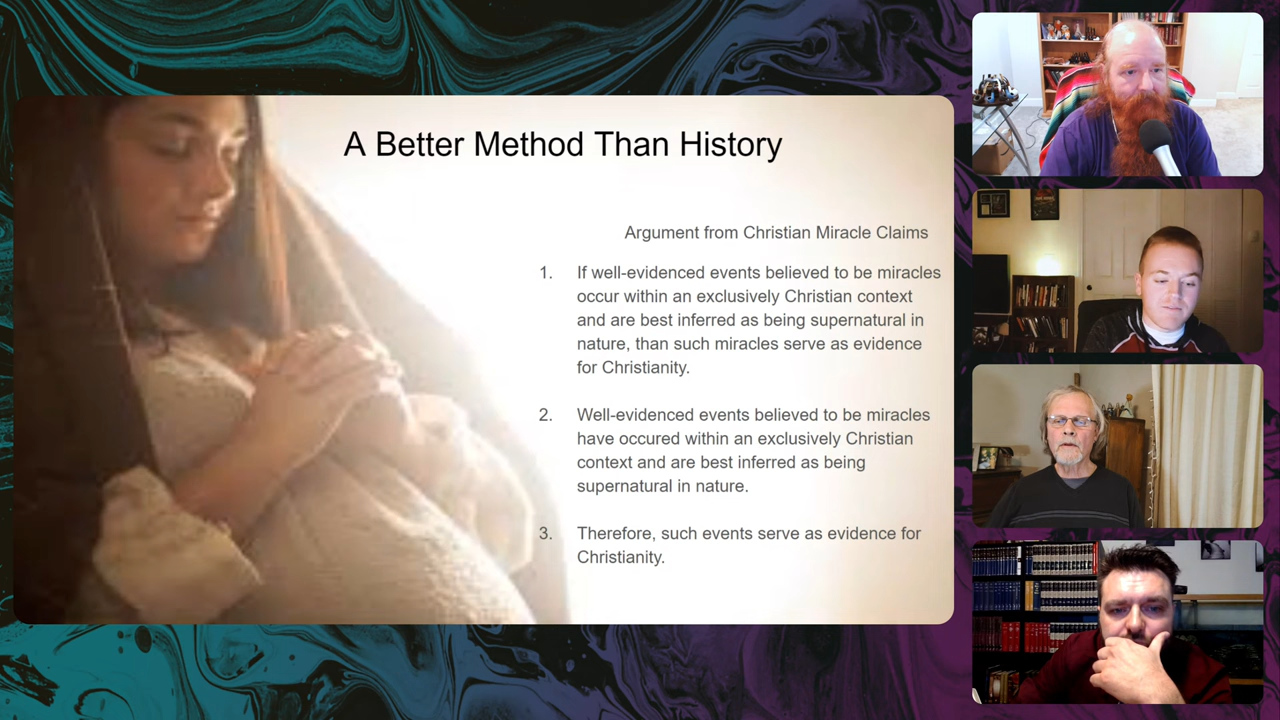 A Better Method Than History
Argument from Christian Miracle Claims
1. If well-evidenced events believed to be miracles
occur within an exclusively Christian context
and are best inferred as being supernatural in
nature, than such miracles serve as evidence
for Christianity.
2. Well-evidenced events believed to be miracles
have occured within an exclusively Christian
context and are best inferred as being
supernatural in nature.
3. Therefore, such events serve as evidence for
Christianity.